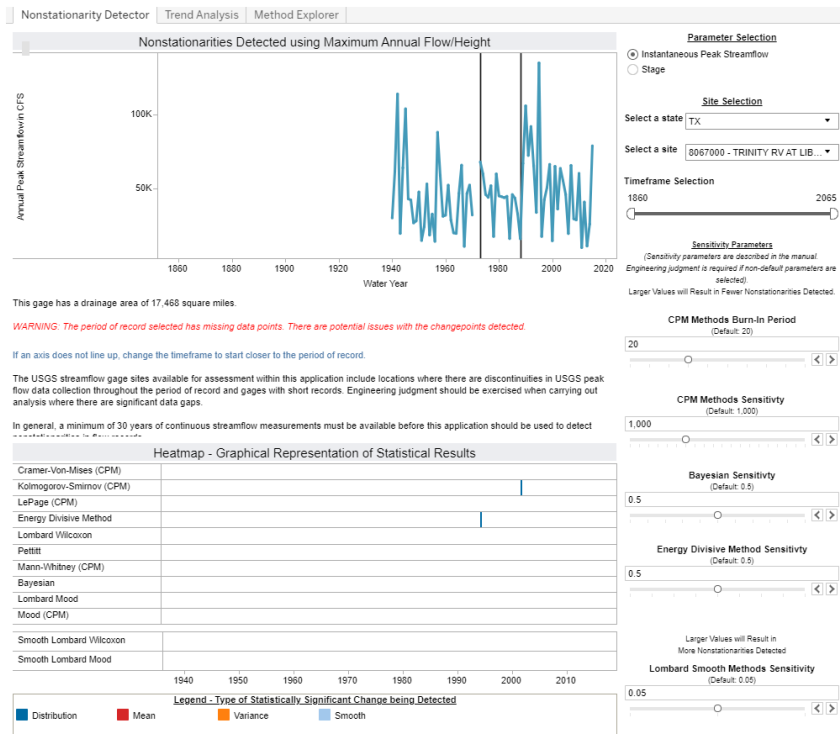 Nonstationarity Detector Trend Analysis Method Explorer
Nonstationarities Detected using Maximum Annual Flow/Height
Annual Peak Streamflow in CFS
100K
50K
1860 1880 1900 1920 1940 1960 1980 2000 2020
Water Year
This gage has a drainage area of 17,468 square miles.
WARNING: The period of record selected has missing data points. There are potential issues with the changepoints detected.
If an axis does not line up, change the timeframe to start closer to the period of record.
The USGS streamflow gage sites available for assessment within this application include locations where there are discontinuities in USGS peak
flow data collection throughout the period of record and gages with short records. Engineering judgment should be exercised when carrying out
analysis where there are significant data gaps.
In general, a minimum of 30 years of continuous streamflow measurements must be available before this application should be used to detect
nonstationarities in flow records.
Heatmap - Graphical Representation of Statistical Results
Cramer-Von-Mises (CPM)
Kolmogorov-Smirnov (CPM)
LePage (CPM)
Energy Divisive Method
Lombard Wilcoxon
Pettitt
Mann-Whitney (CPM)
Bayesian
Lombard Mood
Mood (CPM)
Smooth Lombard Wilcoxon
Smooth Lombard Mood
1940 1950 1960 1970 1980 1990 2000 2010
Legend - Type of Statistically Significant Change being Detected
Distribution Mean Variance Smooth
Parameter Selection
Instantaneous Peak Streamflow
Stage
Site Selection
Select a state TX
Select a site 8067000 - TRINITY RV AT LIB...
Timeframe Selection
1860 2065
Sensitivity Parameters
(Sensitivity parameters are described in the manual.
Engineering judgment is required if non-default parameters are
selected).
Larger Values will Result in Fewer Nonstationarities Detected.
CPM Methods Burn-In Period
(Default: 20)
20
CPM Methods Sensitivity
(Default: 1,000)
1,000
Bayesian Sensitivty
(Default: 0.5)
0.5
Energy Divisive Method Sensitivty
(Default: 0.5)
0.5
Larger Values will Result in
More Nonstationarities Detected
Lombard Smooth Methods Sensitivity
(Default: 0.05)
0.05